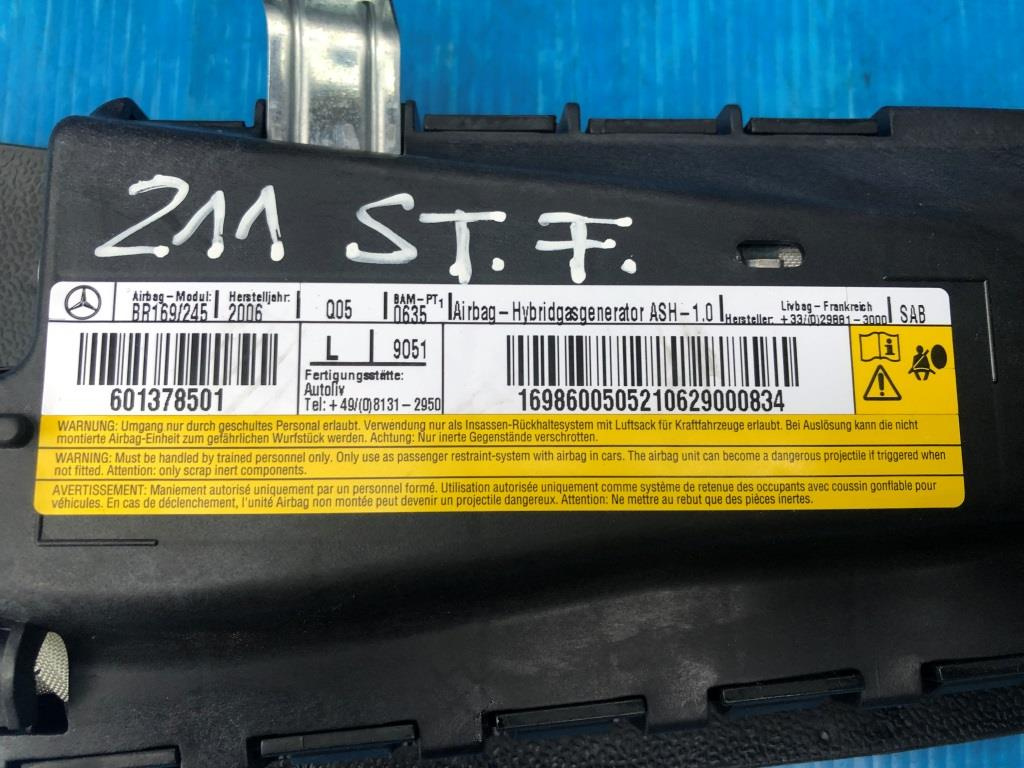 211 ST.F.
Airbag-Modul: Herstelljahr: BAM-PT1
BR169/245 2006 Q05 0635 Airbag-Hybridgasgenerator ASH-1.0 Hersteller: Livbag-Frankreich +33/(0)29881-3000 SAB
L 9051
Fertigungsstätte:
Autoliv
Tel: +49/(0)8131-2950
601378501
1698600505210629000834
WARNUNG: Umgang nur durch geschultes Personal erlaubt. Verwendung nur als Insassen-Rückhaltesystem mit Luftsack für Kraftfahrzeuge erlaubt. Bei Auslösung kann die nicht
montierte Airbag-Einheit zum gefährlichen Wurfstück werden. Achtung: Nur inerte Gegenstände verschrotten.
WARNING: Must be handled by trained personnel only. Only use as passenger restraint-system with airbag in cars. The airbag unit can become a dangerous projectile if triggered when
not fitted. Attention: only scrap inert components.
AVERTISSEMENT: Maniement autorisé uniquement par un personnel formé. Utilisation autorisée uniquement comme système de retenue des occupants avec coussin gonflable pour
véhicules. En cas de déclenchement, l'unité Airbag non montée peut devenir un projectile dangereux. Attention: Ne mettre au rebut que des pièces inertes.